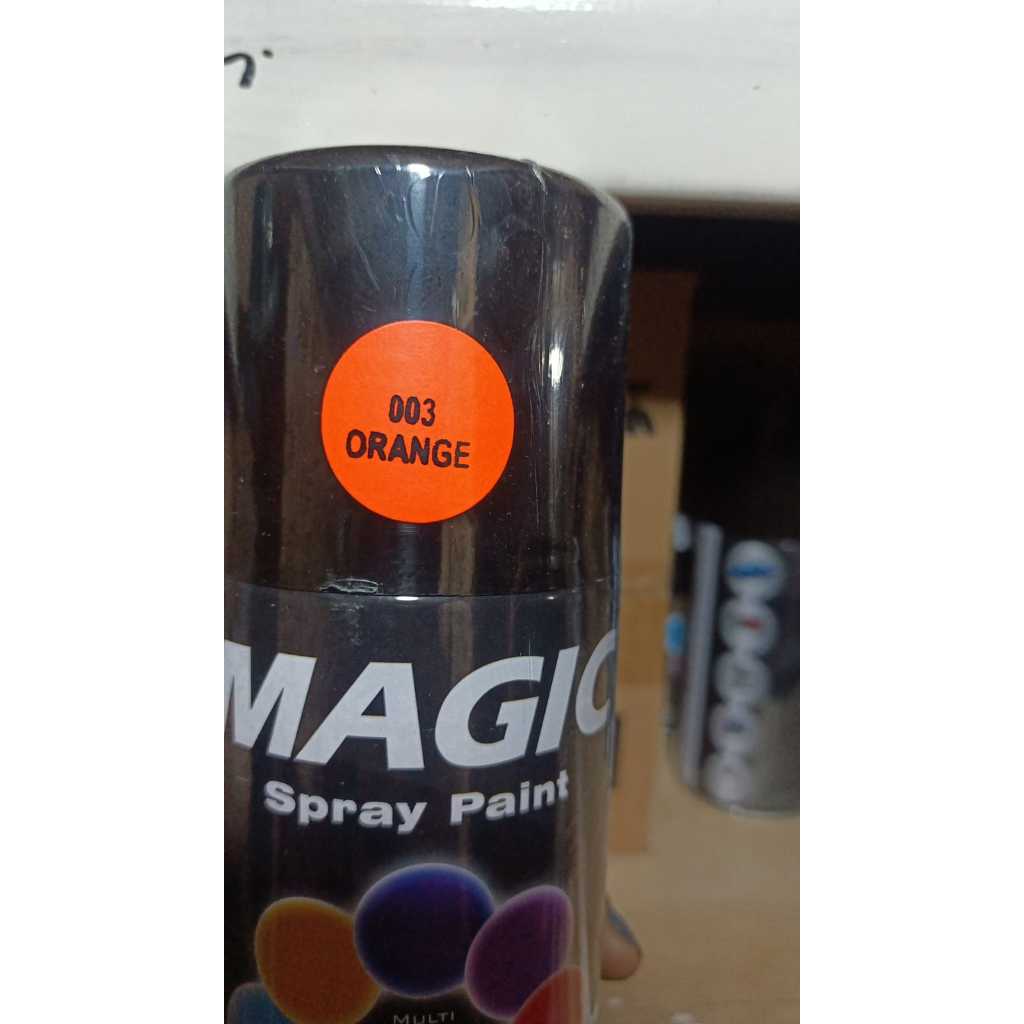 003
ORANGE
MAGIC
Spray Paint
MULTI